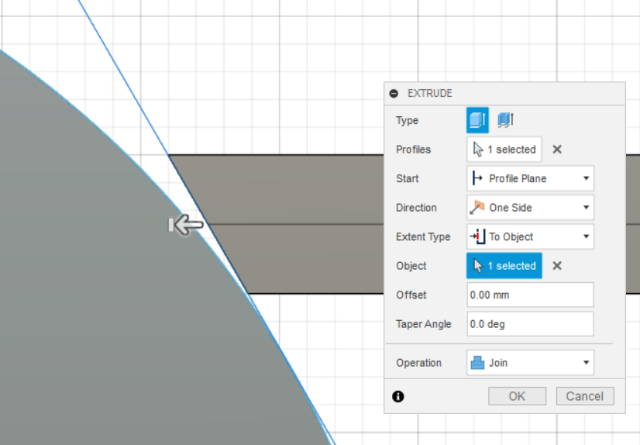 EXTRUDE
Type
Profiles 1 selected
Start Profile Plane
Direction One Side
Extent Type To Object
Object 1 selected
Offset 0.00 mm
Taper Angle 0.0 deg
Operation Join
OK Cancel